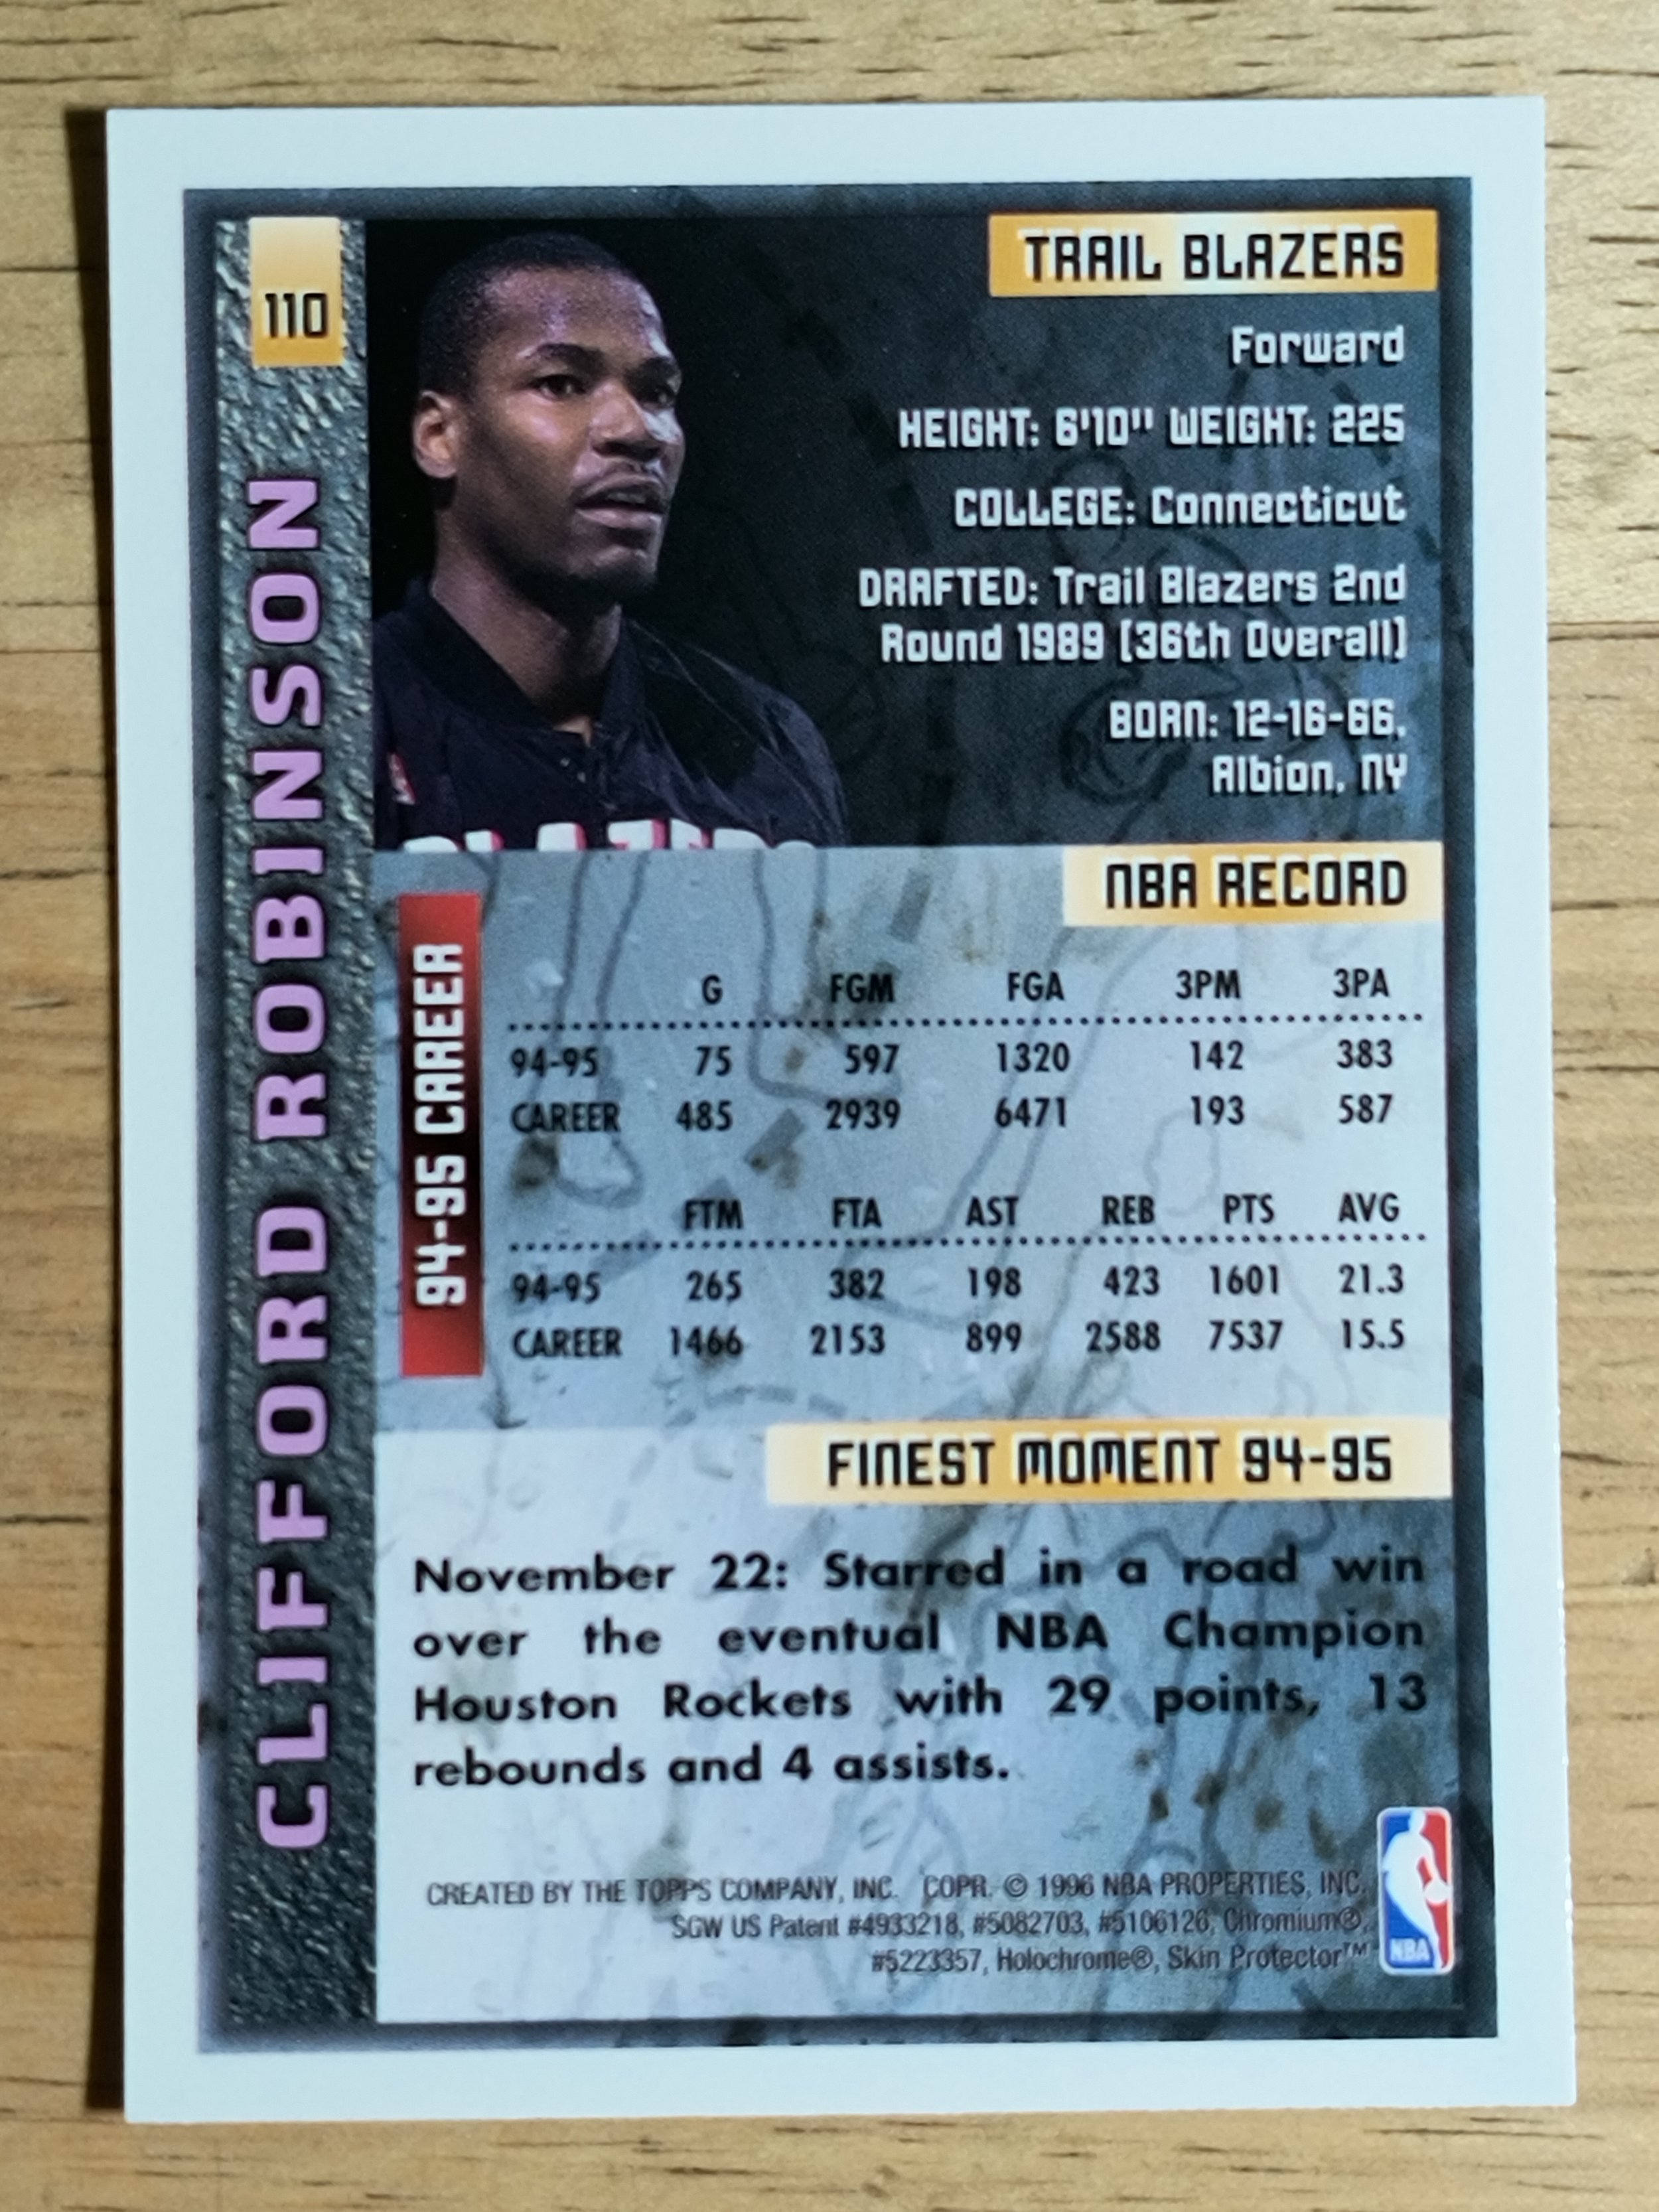 110
CLIFFORD ROBINSON
TRAIL BLAZERS
Forward
HEIGHT: 6'10" WEIGHT: 225
COLLEGE: Connecticut
DRAFTED: Trail Blazers 2nd
Round 1989 (36th Overall)
BORN: 12-16-66,
Albion, NY
NBA RECORD
94-95 CAREER
G FGM FGA 3PM 3PA
94-95 75 597 1320 142 383
CAREER 485 2939 6471 193 587
FTM FTA AST REB PTS AVG
94-95 265 382 198 423 1601 21.3
CAREER 1466 2153 899 2588 7537 15.5
FINEST MOMENT 94-95
November 22: Starred in a road win
over the eventual NBA Champion
Houston Rockets with 29 points, 13
rebounds and 4 assists.
CREATED BY THE TOPPS COMPANY, INC. COPR. © 1996 NBA PROPERTIES, INC.
SGW US Patent #4933218, #5082703, #5106126, Chromium®,
#5223357, Holochrome®, Skin Protector™
NBA